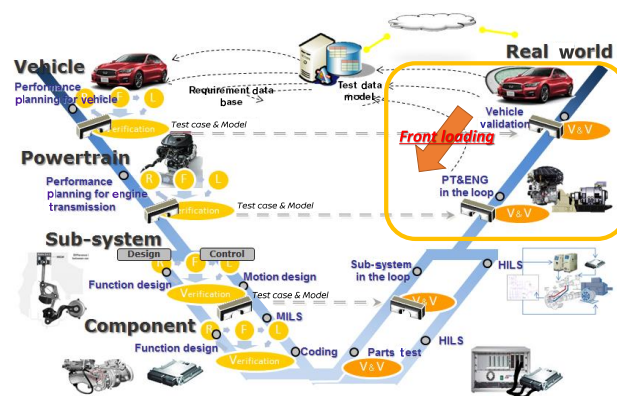 Real world
Vehicle
Performance
planning for vehicle
R
F
L
Verification
Requirement data
base
Test data
model
Test case & Model
Front loading
Vehicle
validation
V & V
Powertrain
Performance
planning for engine
transmission
R
F
L
Verification
Test case & Model
PT&ENG
in the loop
V & V
Sub-system
Design
Control
R
F
L
Function design
Motion design
Verification
Test case & Model
MILS
Sub-system
in the loop
V&V
HILS
Component
R
F
L
Function design
Verification
Coding
Parts test
V & V
HILS